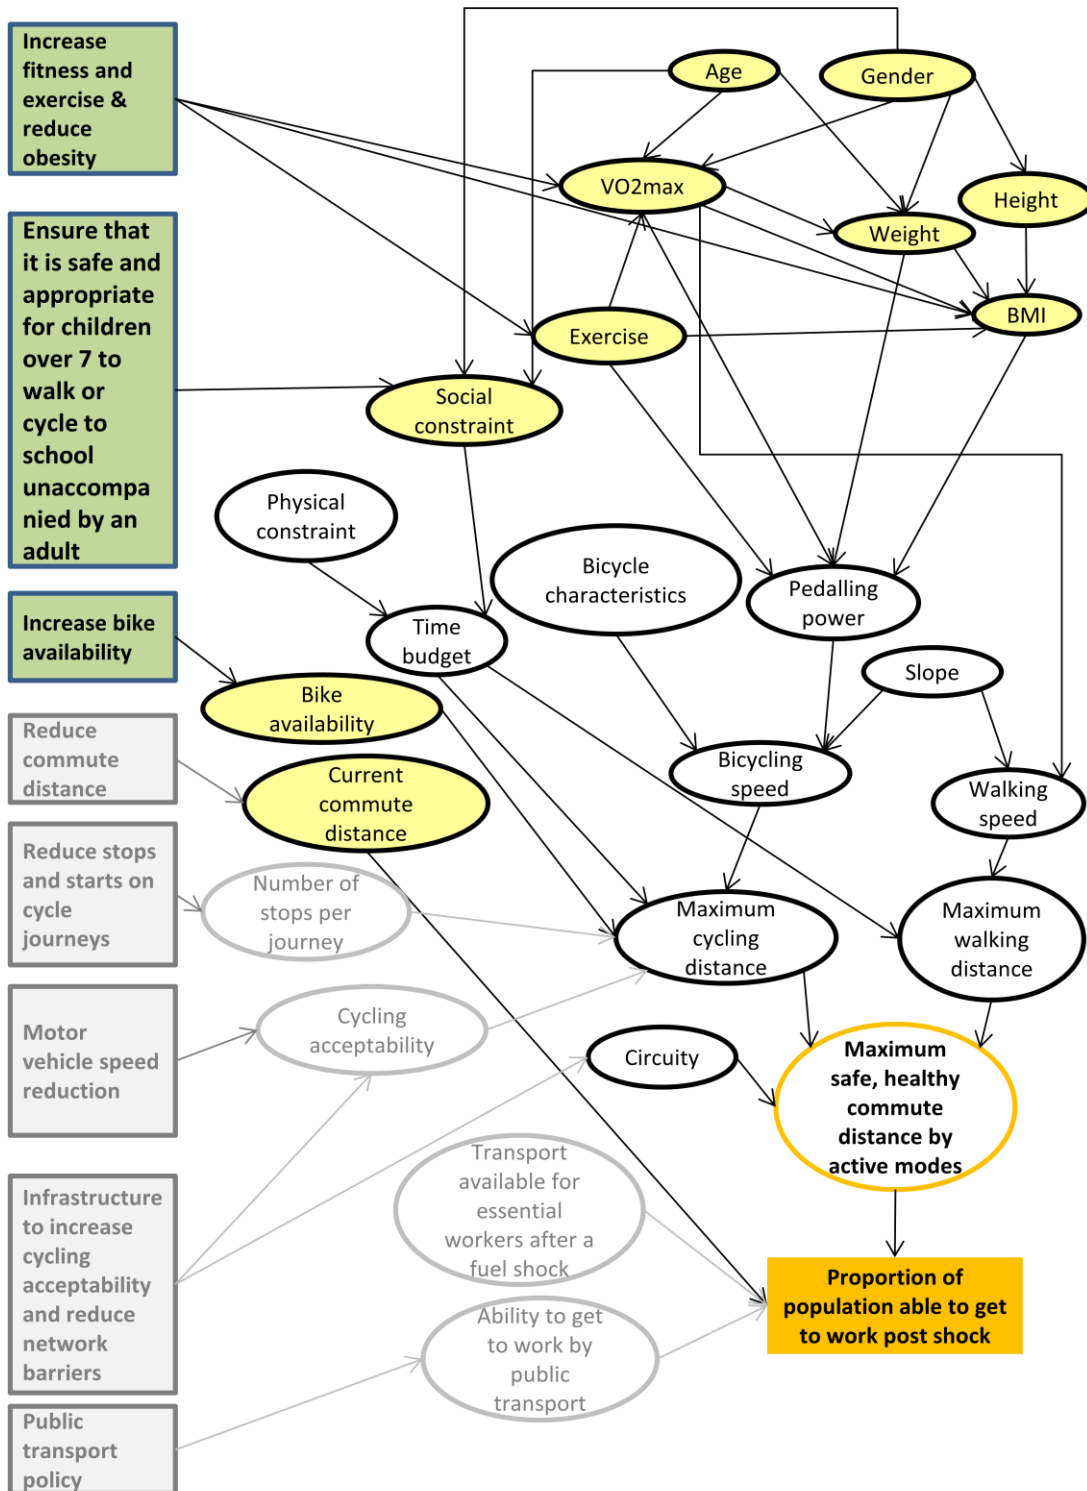 Increase
fitness and
exercise &
reduce
obesity
Ensure that
it is safe and
appropriate
for children
over 7 to
walk or
cycle to
school
unaccompa
nied by an
adult
Increase bike
availability
Reduce
commute
distance
Reduce stops
and starts on
cycle
journeys
Motor
vehicle speed
reduction
Infrastructure
to increase
cycling
acceptability
and reduce
network
barriers
Public
transport
policy
Age
Gender
VO2max
Height
Weight
BMI
Exercise
Social
constraint
Physical
constraint
Bicycle
characteristics
Pedalling
power
Time
budget
Slope
Bike
availability
Bicycling
speed
Current
commute
distance
Walking
speed
Number of
stops per
journey
Maximum
cycling
distance
Maximum
walking
distance
Cycling
acceptability
Circuity
Maximum
safe, healthy
commute
distance by
active modes
Transport
available for
essential
workers after a
fuel shock
Proportion of
population able to get
to work post shock
Ability to get
to work by
public
transport